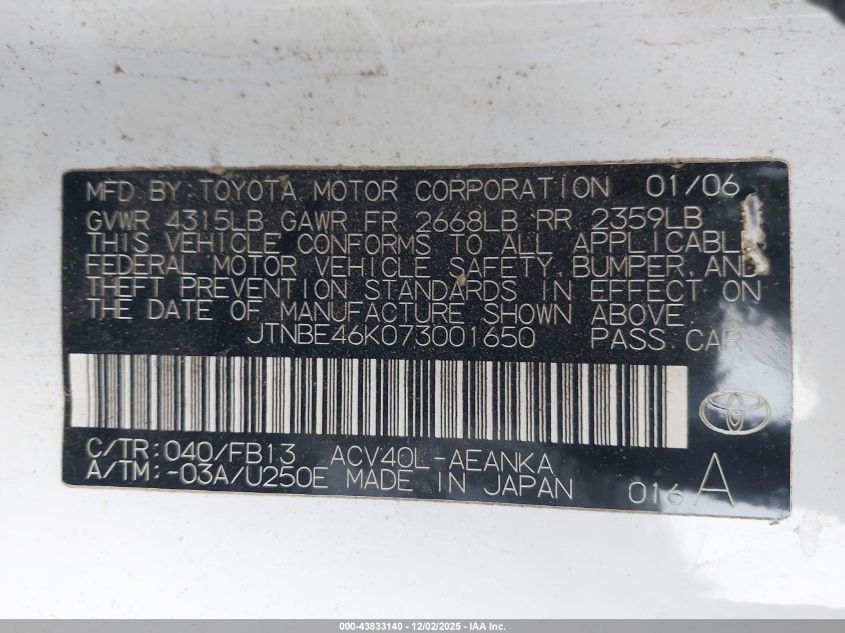 MFD BY: TOYOTA MOTOR CORPORATION 01/06
GVWR 4315LB GAWR FR 2668LB RR 2359LB
THIS VEHICLE CONFORMS TO ALL APPLICABL
FEDERAL MOTOR VEHICLE SAFETY, BUMPER, AND
THEFT PREVENTION STANDARDS IN EFFECT ON
THE DATE OF MANUFACTURE SHOWN ABOVE.
JTNBE46K073001650 PASS CAR
C/TR: 040/FB13 ACV40L-AEANKA
A/TM: -03A/U250E MADE IN JAPAN 016 A
000-43833140 - 12/02/2025 - IAA Inc.